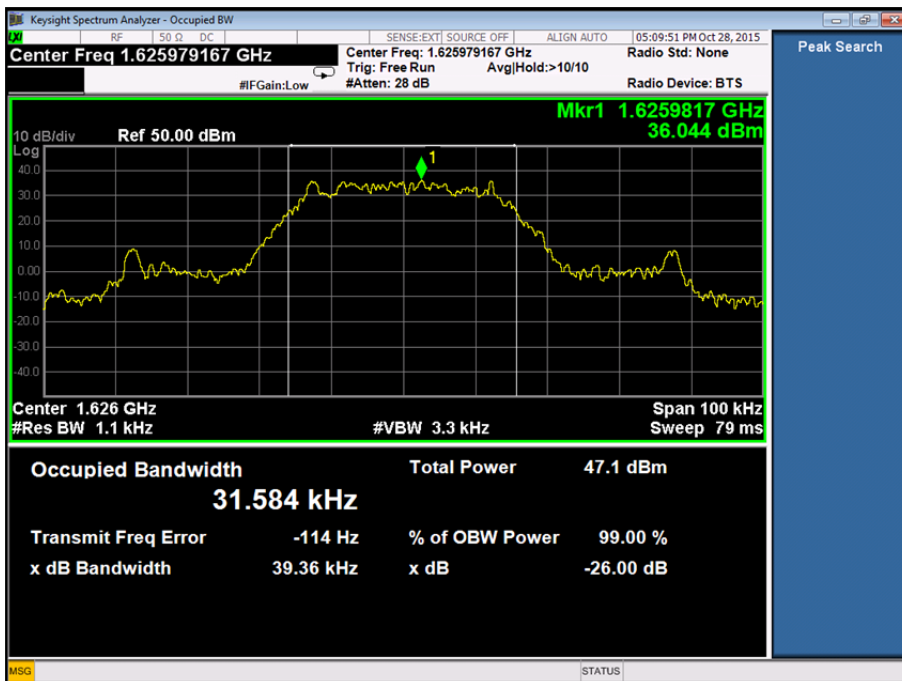 Keysight Spectrum Analyzer - Occupied BW
LXI RF 50 Ω DC SENSE:EXT SOURCE OFF ALIGN AUTO 05:09:51 PM Oct 28, 2015
Center Freq 1.625979167 GHz
Center Freq: 1.625979167 GHz Radio Std: None
Trig: Free Run Avg|Hold:>10/10
#IFGain:Low #Atten: 28 dB Radio Device: BTS
Peak Search
Mkr1 1.6259817 GHz
36.044 dBm
10 dB/div Ref 50.00 dBm
Log
40.0
30.0
20.0
10.0
0.00
-10.0
-20.0
-30.0
-40.0
1
Center 1.626 GHz Span 100 kHz
#Res BW 1.1 kHz #VBW 3.3 kHz Sweep 79 ms
Occupied Bandwidth Total Power 47.1 dBm
31.584 kHz
Transmit Freq Error -114 Hz % of OBW Power 99.00 %
x dB Bandwidth 39.36 kHz x dB -26.00 dB
MSG STATUS